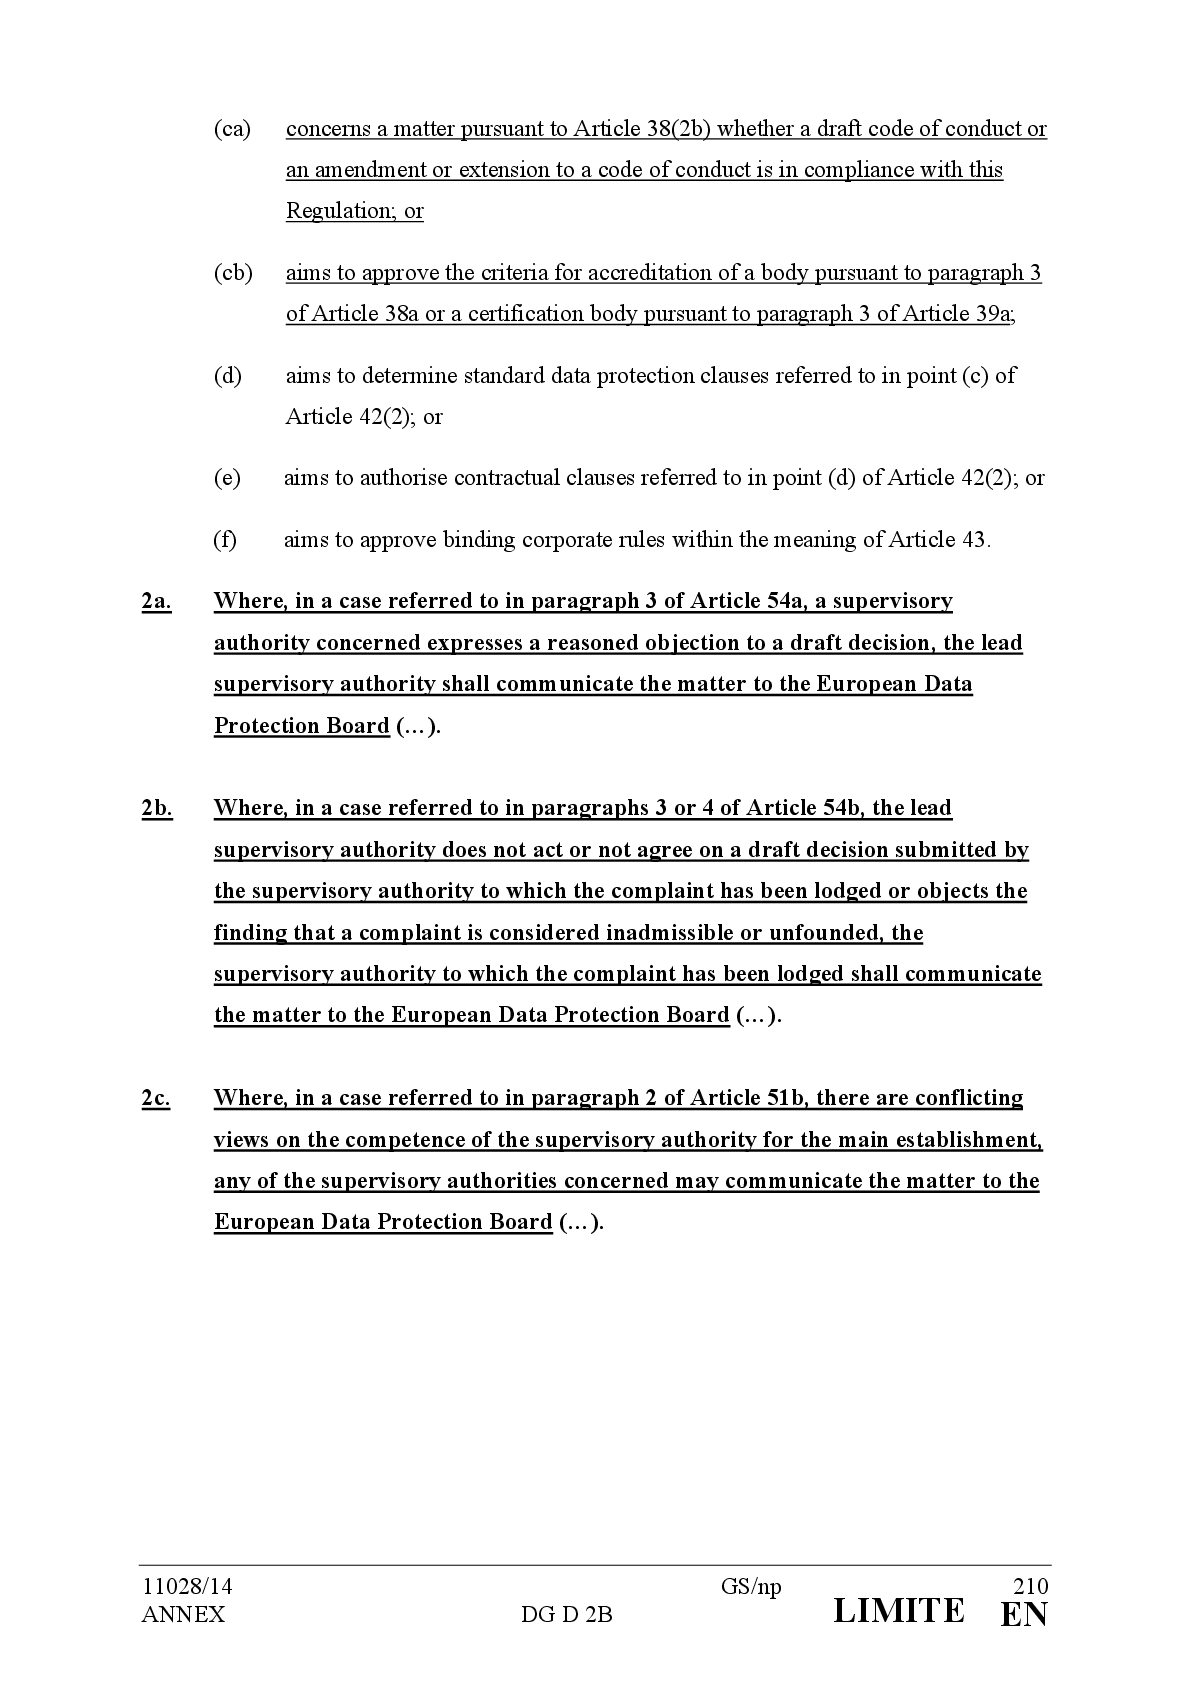 (ca) concerns a matter pursuant to Article 38(2b) whether a draft code of conduct or
an amendment or extension to a code of conduct is in compliance with this
Regulation; or
(cb) aims to approve the criteria for accreditation of a body pursuant to paragraph 3
of Article 38a or a certification body pursuant to paragraph 3 of Article 39a;
(d) aims to determine standard data protection clauses referred to in point (c) of
Article 42(2); or
(e) aims to authorise contractual clauses referred to in point (d) of Article 42(2); or
(f) aims to approve binding corporate rules within the meaning of Article 43.
2a. Where, in a case referred to in paragraph 3 of Article 54a, a supervisory
authority concerned expresses a reasoned objection to a draft decision, the lead
supervisory authority shall communicate the matter to the European Data
Protection Board (…).
2b. Where, in a case referred to in paragraphs 3 or 4 of Article 54b, the lead
supervisory authority does not act or not agree on a draft decision submitted by
the supervisory authority to which the complaint has been lodged or objects the
finding that a complaint is considered inadmissible or unfounded, the
supervisory authority to which the complaint has been lodged shall communicate
the matter to the European Data Protection Board (…).
2c. Where, in a case referred to in paragraph 2 of Article 51b, there are conflicting
views on the competence of the supervisory authority for the main establishment,
any of the supervisory authorities concerned may communicate the matter to the
European Data Protection Board (…).
11028/14 GS/np 210
ANNEX DG D 2B LIMITE EN